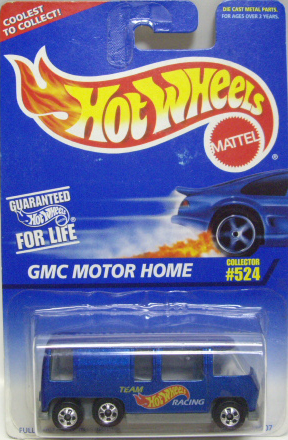 COOLEST
TO COLLECT!
DIE CAST METAL PARTS.
FOR AGES OVER 3 YEARS.
Hot Wheels
MATTEL
GUARANTEED
Hot Wheels
FOR LIFE
GMC MOTOR HOME
COLLECTOR
#524
TEAM
Hot Wheels
RACING
FULL